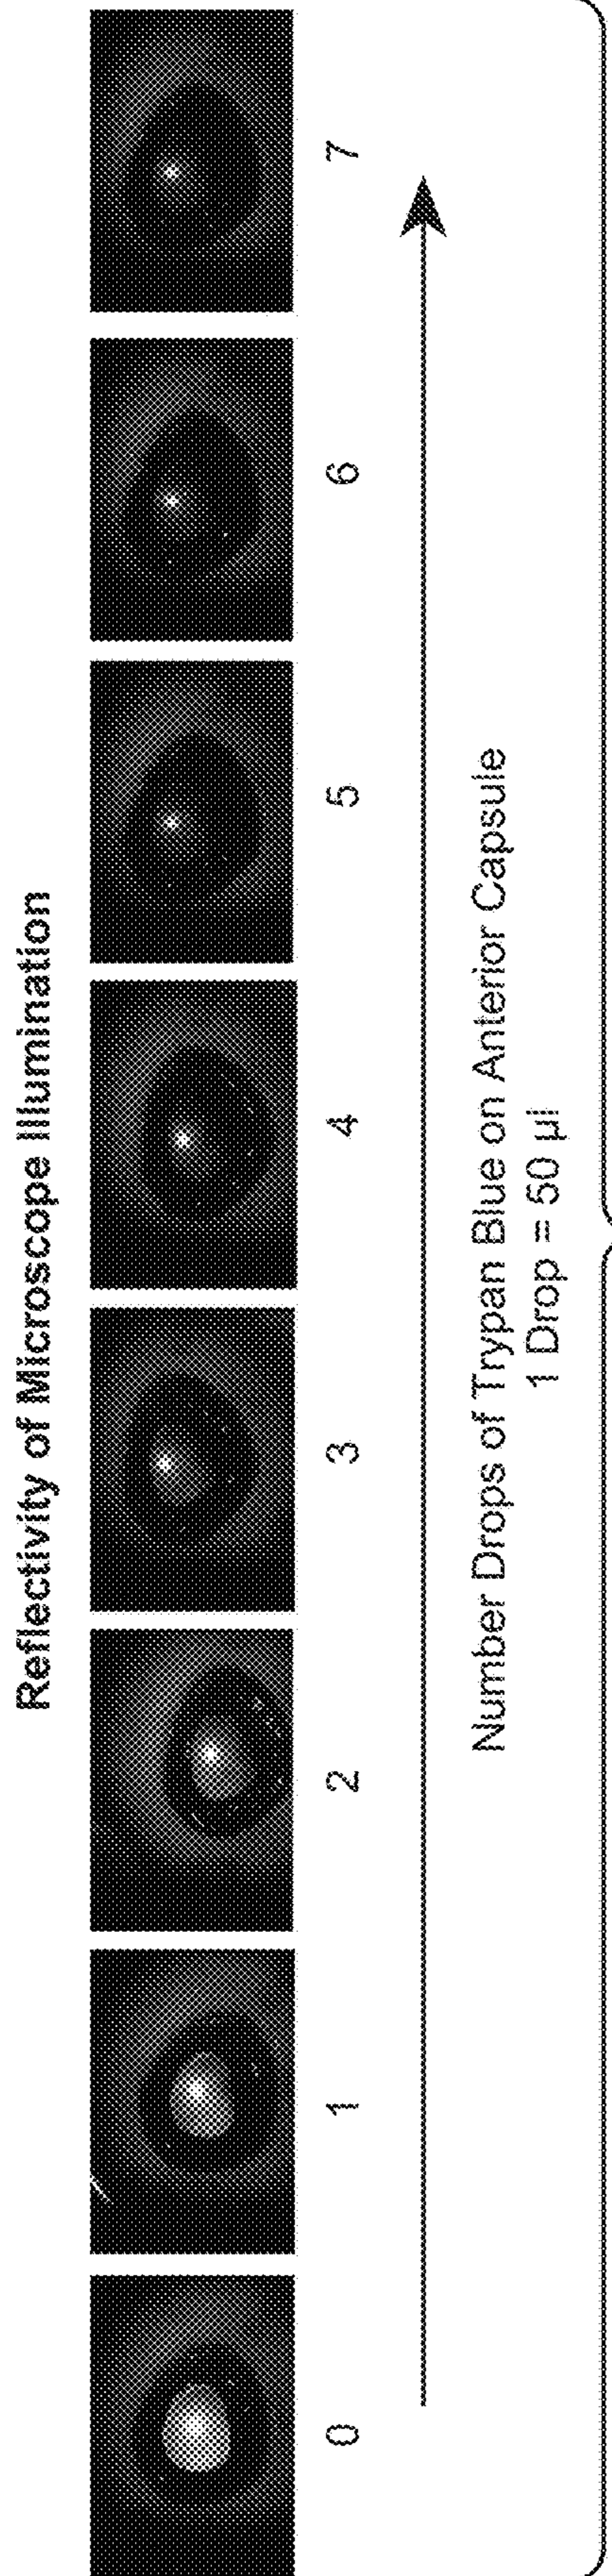 Reflectivity of Microscope Illumination
0 1 2 3 4 5 6 7
Number Drops of Trypan Blue on Anterior Capsule
1 Drop = 50 µl